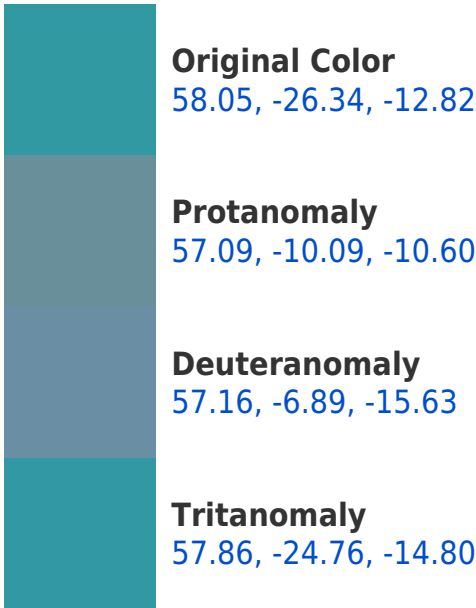 Original Color
58.05, -26.34, -12.82
Protanomaly
57.09, -10.09, -10.60
Deuteranomaly
57.16, -6.89, -15.63
Tritanomaly
57.86, -24.76, -14.80